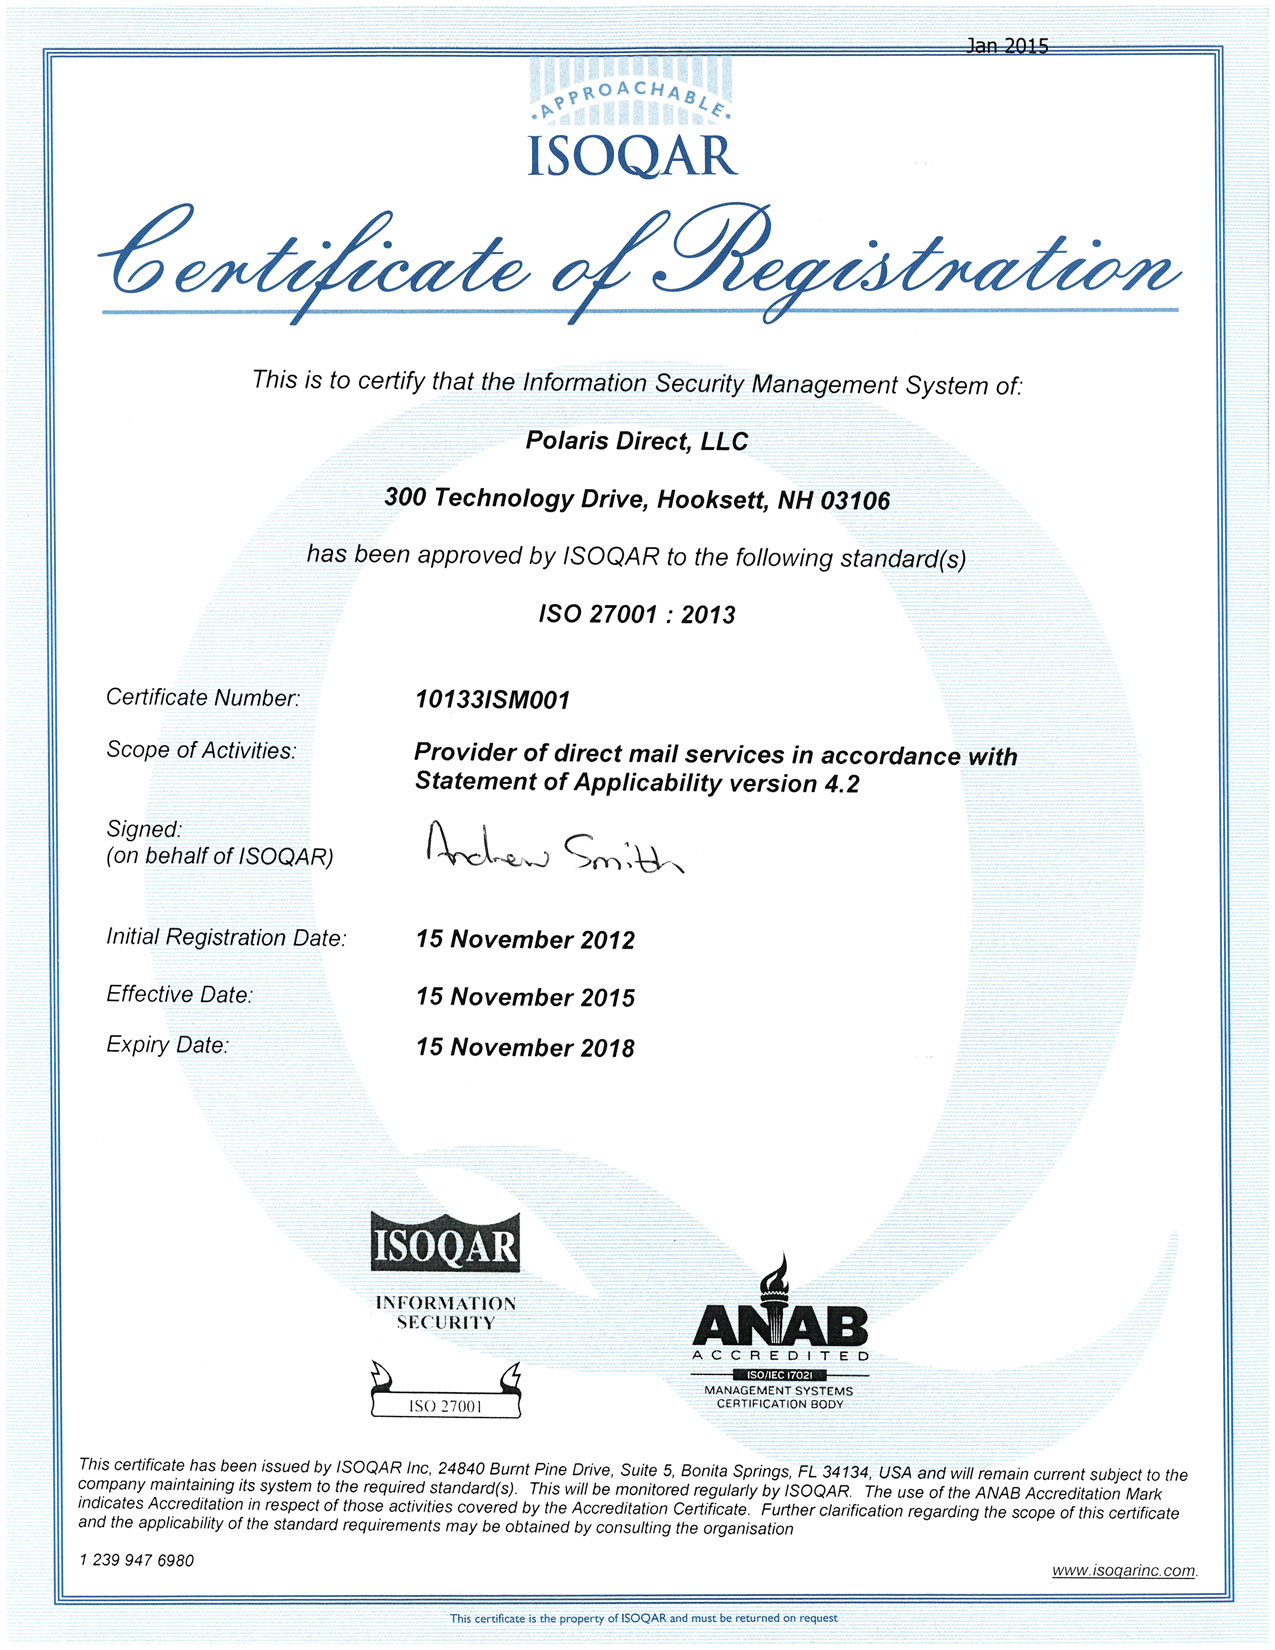 Jan 2015
APPROACHABLE
ISOQAR
Certificate of Registration
This is to certify that the Information Security Management System of:
Polaris Direct, LLC
300 Technology Drive, Hooksett, NH 03106
has been approved by ISOQAR to the following standard(s)
ISO 27001 : 2013
Certificate Number: 10133ISM001
Scope of Activities: Provider of direct mail services in accordance with
Statement of Applicability version 4.2
Signed:
(on behalf of ISOQAR)
Andrew Smith
Initial Registration Date: 15 November 2012
Effective Date: 15 November 2015
Expiry Date: 15 November 2018
ISOQAR
INFORMATION
SECURITY
ISO 27001
ANAB
ACCREDITED
ISO/IEC 17021
MANAGEMENT SYSTEMS
CERTIFICATION BODY
This certificate has been issued by ISOQAR Inc, 24840 Burnt Pine Drive, Suite 5, Bonita Springs, FL 34134, USA and will remain current subject to the
company maintaining its system to the required standard(s). This will be monitored regularly by ISOQAR. The use of the ANAB Accreditation Mark
indicates Accreditation in respect of those activities covered by the Accreditation Certificate. Further clarification regarding the scope of this certificate
and the applicability of the standard requirements may be obtained by consulting the organisation
1 239 947 6980
www.isoqarinc.com.
This certificate is the property of ISOQAR and must be returned on request